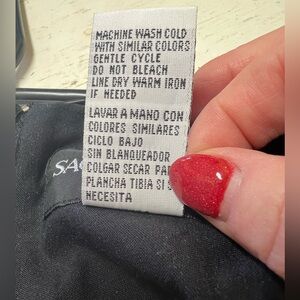 MACHINE WASH COLD
WITH SIMILAR COLORS
GENTLE CYCLE
DO NOT BLEACH
LINE DRY WARM IRON
IF NEEDED
LAVAR A MANO CON
COLORES SIMILARES
CICLO BAJO
SIN BLANQUEADOR
COLGAR SECAR
PLANCHA TIBIA SI
NECESITA